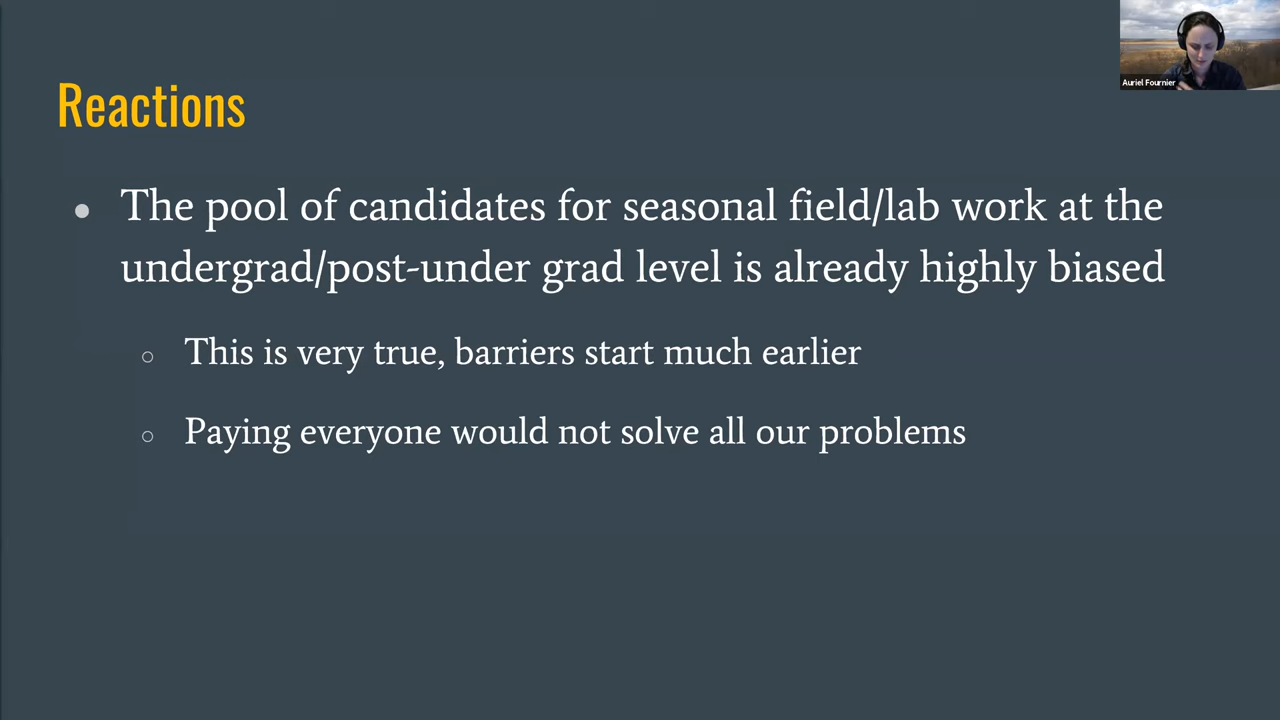 Auriel Fournier
Reactions
● The pool of candidates for seasonal field/lab work at the
undergrad/post-under grad level is already highly biased
○ This is very true, barriers start much earlier
○ Paying everyone would not solve all our problems